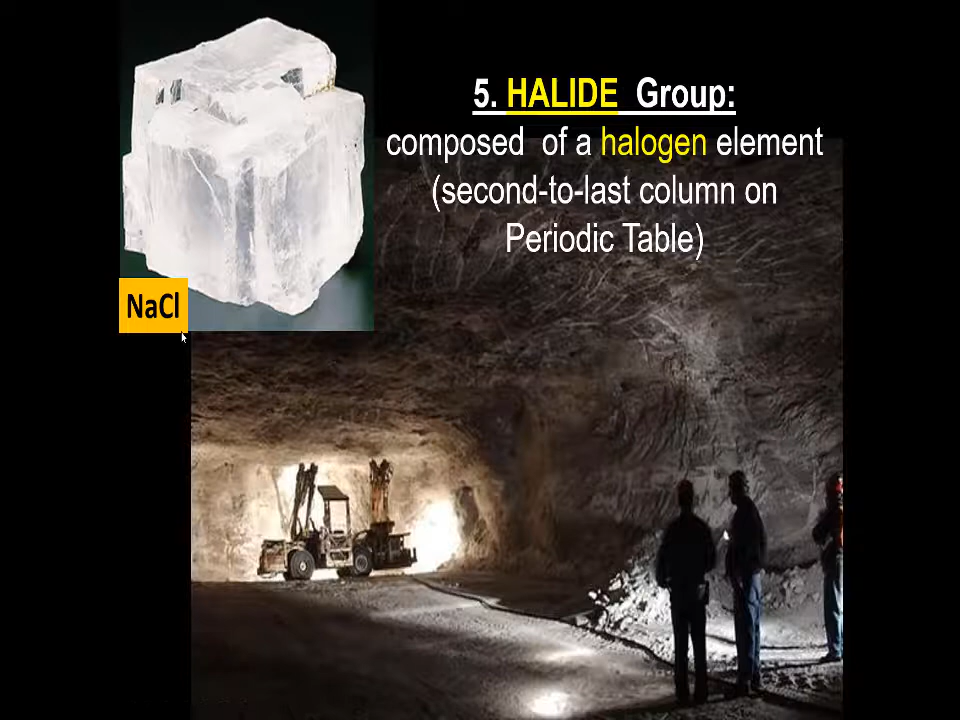 5. HALIDE Group:
composed of a halogen element
(second-to-last column on
Periodic Table)
NaCl